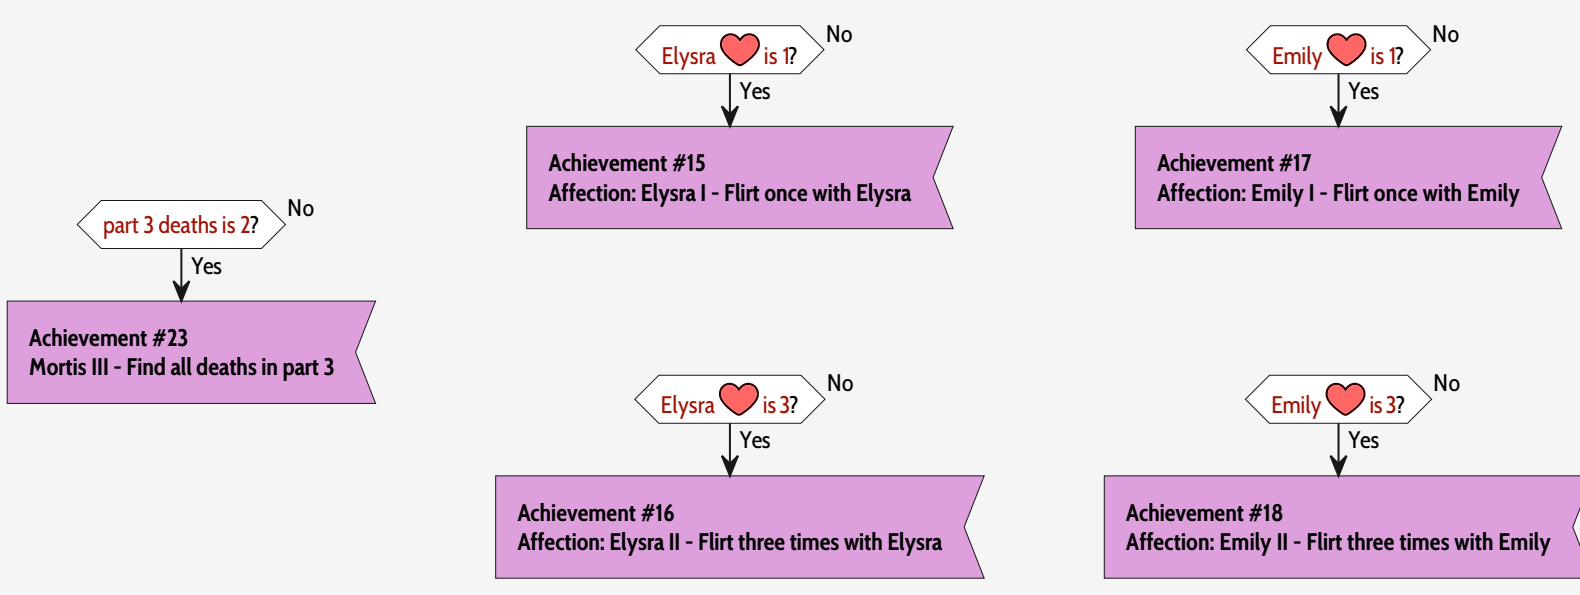 part 3 deaths is 2?
No
Yes
Achievement #23
Mortis III - Find all deaths in part 3
Elysra is 1?
No
Yes
Achievement #15
Affection: Elysra I - Flirt once with Elysra
Elysra is 3?
No
Yes
Achievement #16
Affection: Elysra II - Flirt three times with Elysra
Emily is 1?
No
Yes
Achievement #17
Affection: Emily I - Flirt once with Emily
Emily is 3?
No
Yes
Achievement #18
Affection: Emily II - Flirt three times with Emily